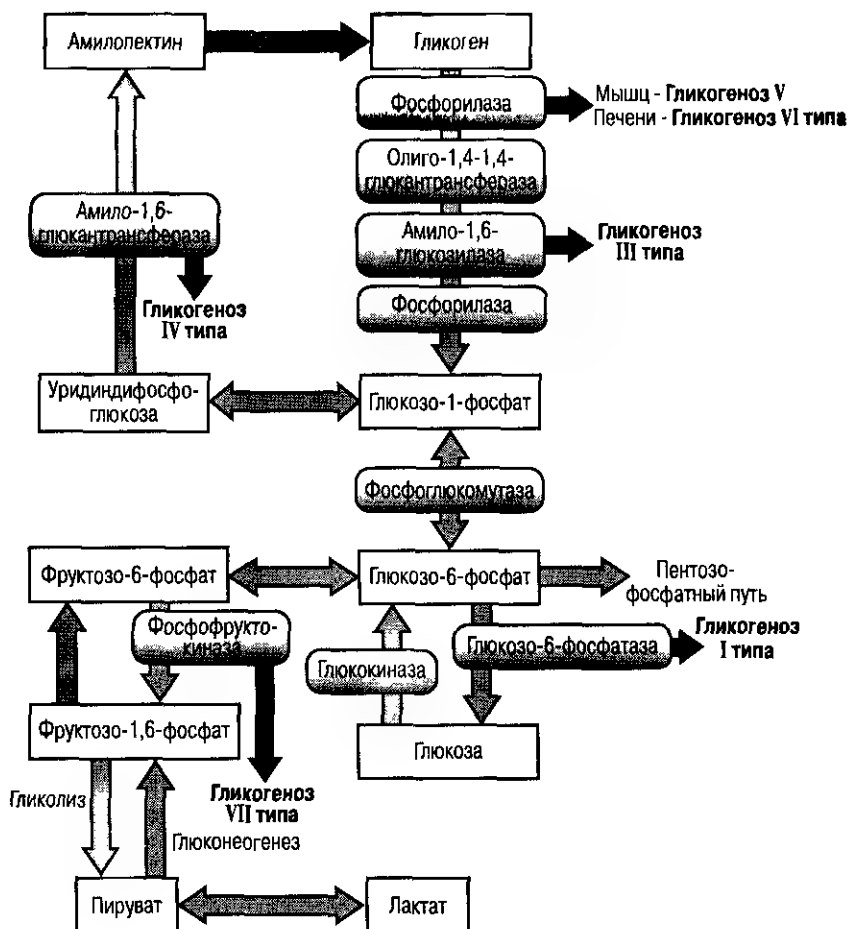 Амилопектин
Гликоген
Фосфорилаза
Мышц - Гликогеноз V
Печени - Гликогеноз VI типа
Олиго-1,4-1,4-
глюкантрансфераза
Амило-1,6-
глюкантрансфераза
Амило-1,6-
глюкозилаза
Гликогеноз
III типа
Гликогеноз
IV типа
Фосфорилаза
Уридиндифосфо-
глюкоза
Глюкозо-1-фосфат
Фосфоглюкомутаза
Фруктозо-6-фосфат
Глюкозо-6-фосфат
Пентозо-
фосфатный путь
Фосфофрукто-
киназа
Глюкокиназа
Глюкозо-6-фосфатаза
Гликогеноз
I типа
Фруктозо-1,6-фосфат
Глюкоза
Гликолиз
Гликогеноз
VII типа
Глюконеогенез
Пируват
Лактат